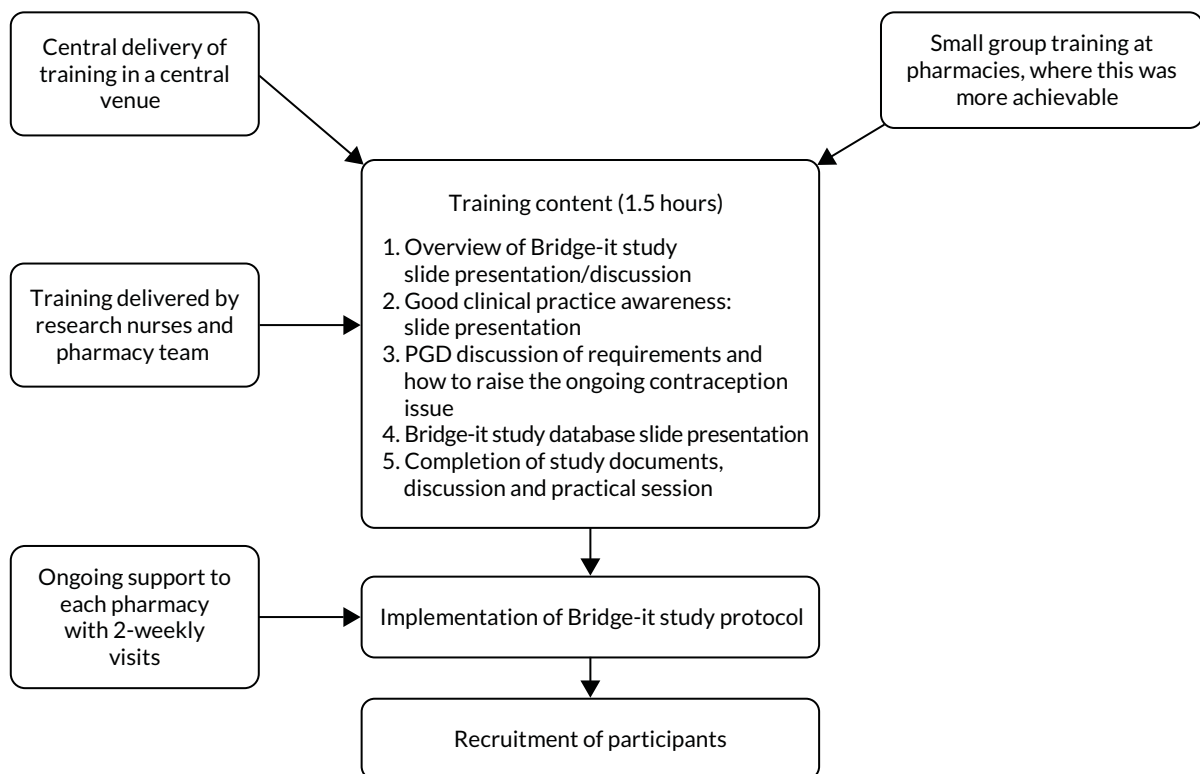 Central delivery of
training in a central
venue
Small group training at
pharmacies, where this was
more achievable
Training content (1.5 hours)
1. Overview of Bridge-it study
slide presentation/discussion
2. Good clinical practice awareness:
slide presentation
3. PGD discussion of requirements and
how to raise the ongoing contraception
issue
4. Bridge-it study database slide presentation
5. Completion of study documents,
discussion and practical session
Training delivered by
research nurses and
pharmacy team
Ongoing support to
each pharmacy
with 2-weekly
visits
Implementation of Bridge-it study protocol
Recruitment of participants